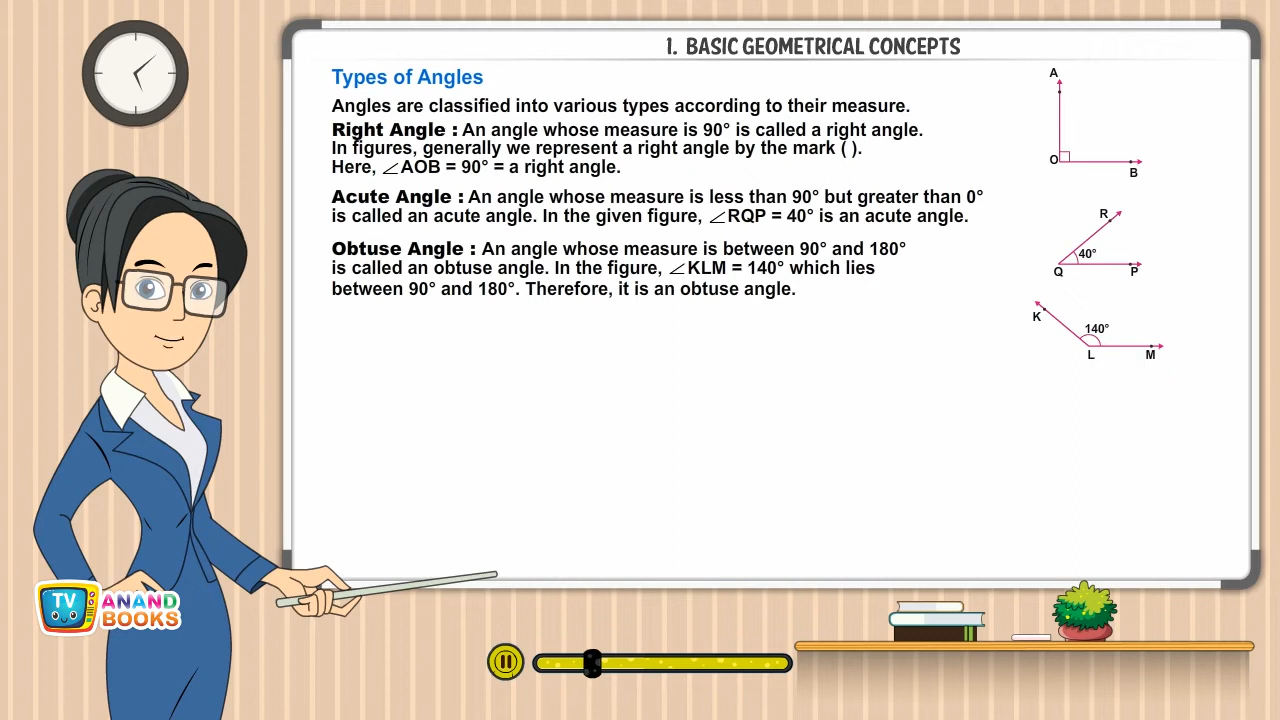 1. BASIC GEOMETRICAL CONCEPTS
Types of Angles
Angles are classified into various types according to their measure.
Right Angle : An angle whose measure is 90° is called a right angle.
In figures, generally we represent a right angle by the mark ( ).
Here, ∠AOB = 90° = a right angle.
Acute Angle : An angle whose measure is less than 90° but greater than 0°
is called an acute angle. In the given figure, ∠RQP = 40° is an acute angle.
Obtuse Angle : An angle whose measure is between 90° and 180°
is called an obtuse angle. In the figure, ∠KLM = 140° which lies
between 90° and 180°. Therefore, it is an obtuse angle.
A
O
B
R
40°
Q
P
K
140°
L
M
TV
ANAND
BOOKS